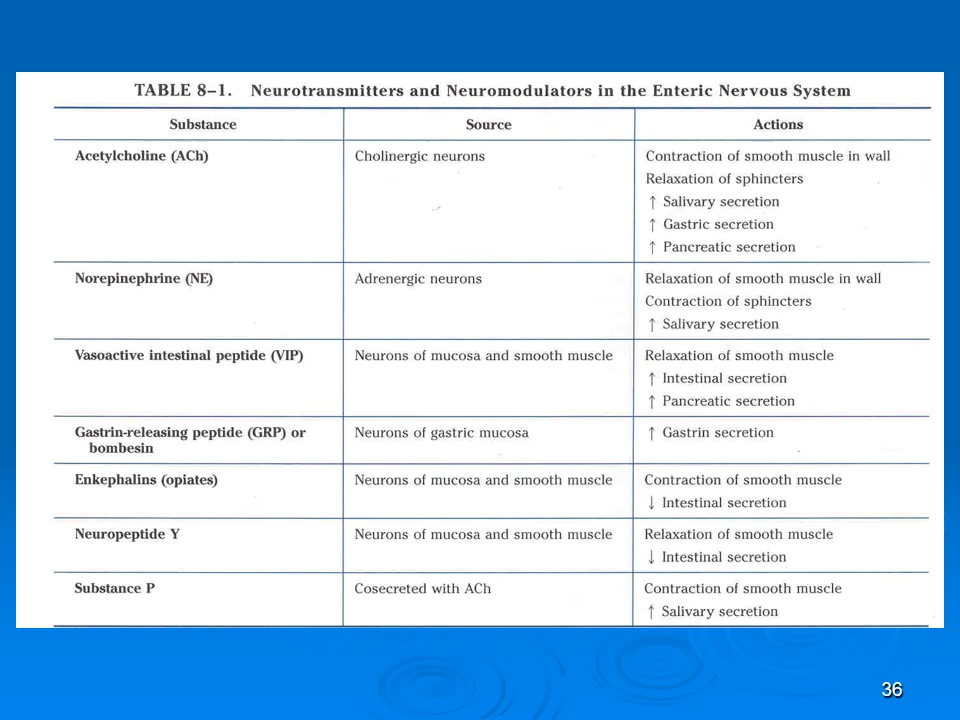 TABLE 8–1. Neurotransmitters and Neuromodulators in the Enteric Nervous System
Substance Source Actions
Acetylcholine (ACh) Cholinergic neurons Contraction of smooth muscle in wall
Relaxation of sphincters
↑ Salivary secretion
↑ Gastric secretion
↑ Pancreatic secretion
Norepinephrine (NE) Adrenergic neurons Relaxation of smooth muscle in wall
Contraction of sphincters
↑ Salivary secretion
Vasoactive intestinal peptide (VIP) Neurons of mucosa and smooth muscle Relaxation of smooth muscle
↑ Intestinal secretion
↑ Pancreatic secretion
Gastrin-releasing peptide (GRP) or Neurons of gastric mucosa ↑ Gastrin secretion
bombesin
Enkephalins (opiates) Neurons of mucosa and smooth muscle Contraction of smooth muscle
↓ Intestinal secretion
Neuropeptide Y Neurons of mucosa and smooth muscle Relaxation of smooth muscle
↓ Intestinal secretion
Substance P Cosecreted with ACh Contraction of smooth muscle
↑ Salivary secretion
36